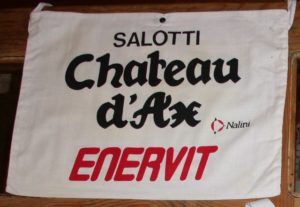 SALOTTI
Chateau
d'Ax
Nalini
ENERVIT